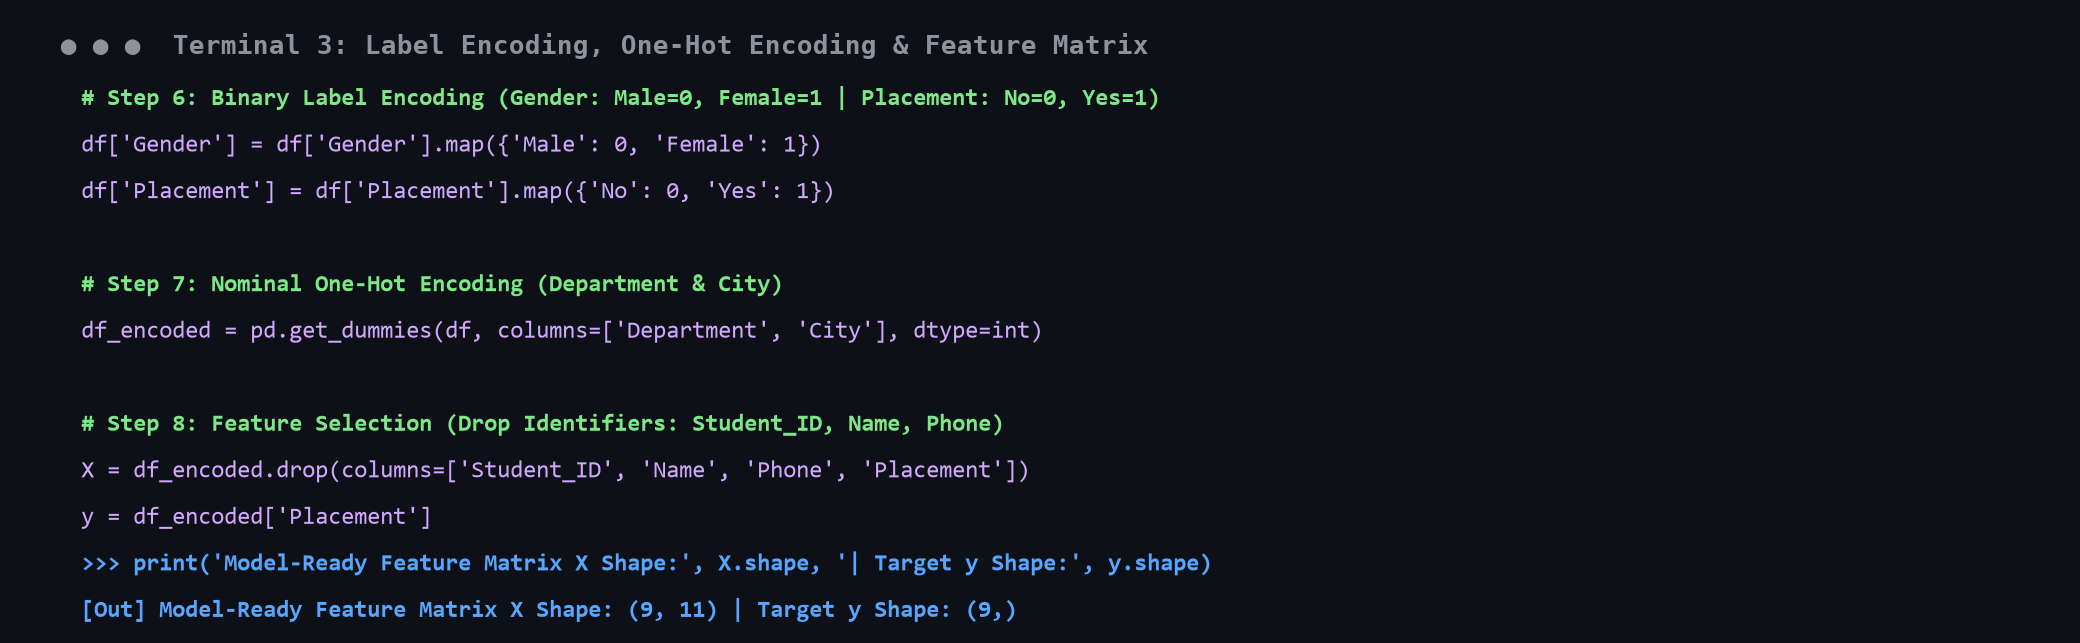 ● ● ● Terminal 3: Label Encoding, One-Hot Encoding & Feature Matrix
# Step 6: Binary Label Encoding (Gender: Male=0, Female=1 | Placement: No=0, Yes=1)
df['Gender'] = df['Gender'].map({'Male': 0, 'Female': 1})
df['Placement'] = df['Placement'].map({'No': 0, 'Yes': 1})
# Step 7: Nominal One-Hot Encoding (Department & City)
df_encoded = pd.get_dummies(df, columns=['Department', 'City'], dtype=int)
# Step 8: Feature Selection (Drop Identifiers: Student_ID, Name, Phone)
X = df_encoded.drop(columns=['Student_ID', 'Name', 'Phone', 'Placement'])
y = df_encoded['Placement']
>>> print('Model-Ready Feature Matrix X Shape:', X.shape, '| Target y Shape:', y.shape)
[Out] Model-Ready Feature Matrix X Shape: (9, 11) | Target y Shape: (9,)